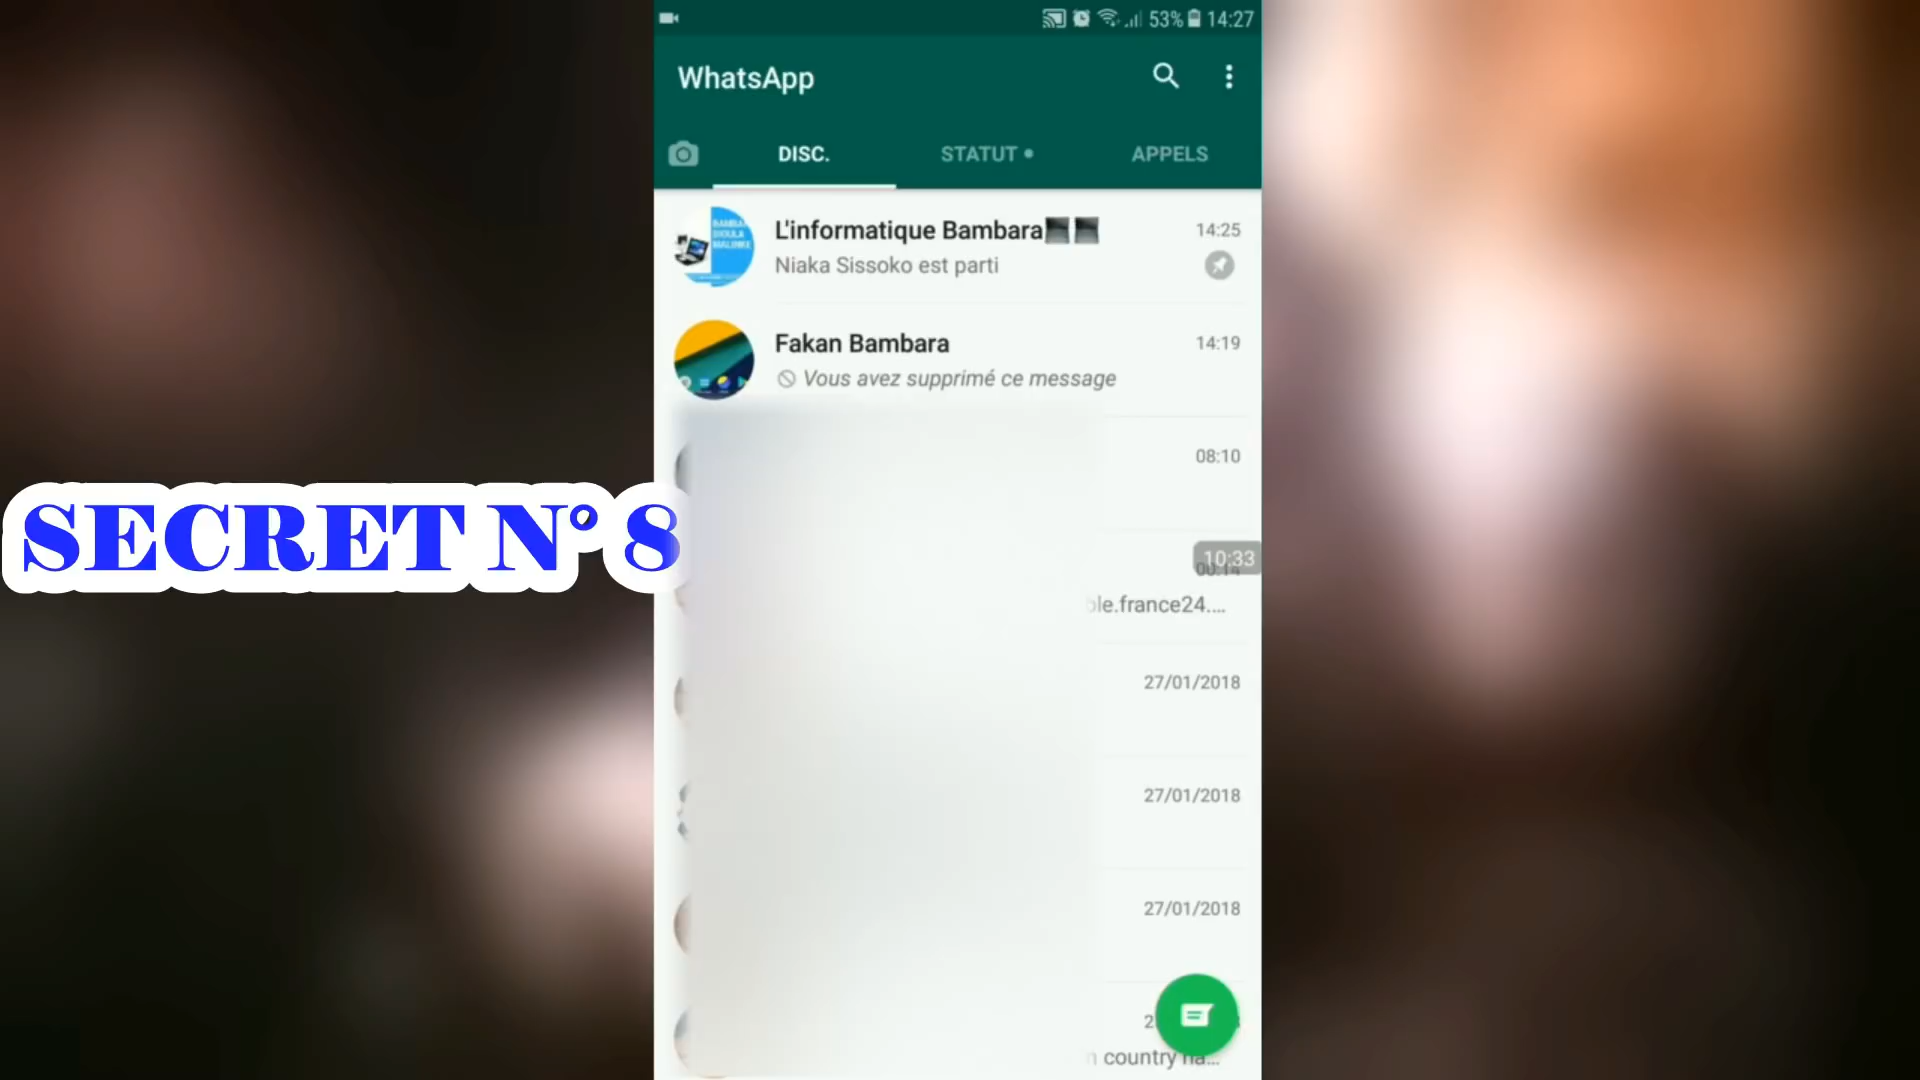 53% 14:27
WhatsApp
DISC. STATUT • APPELS
L'informatique Bambara 14:25
Niaka Sissoko est parti
Fakan Bambara 14:19
Vous avez supprimé ce message
08:10
SECRET N° 8
10:33
ble.france24....
27/01/2018
27/01/2018
27/01/2018
country